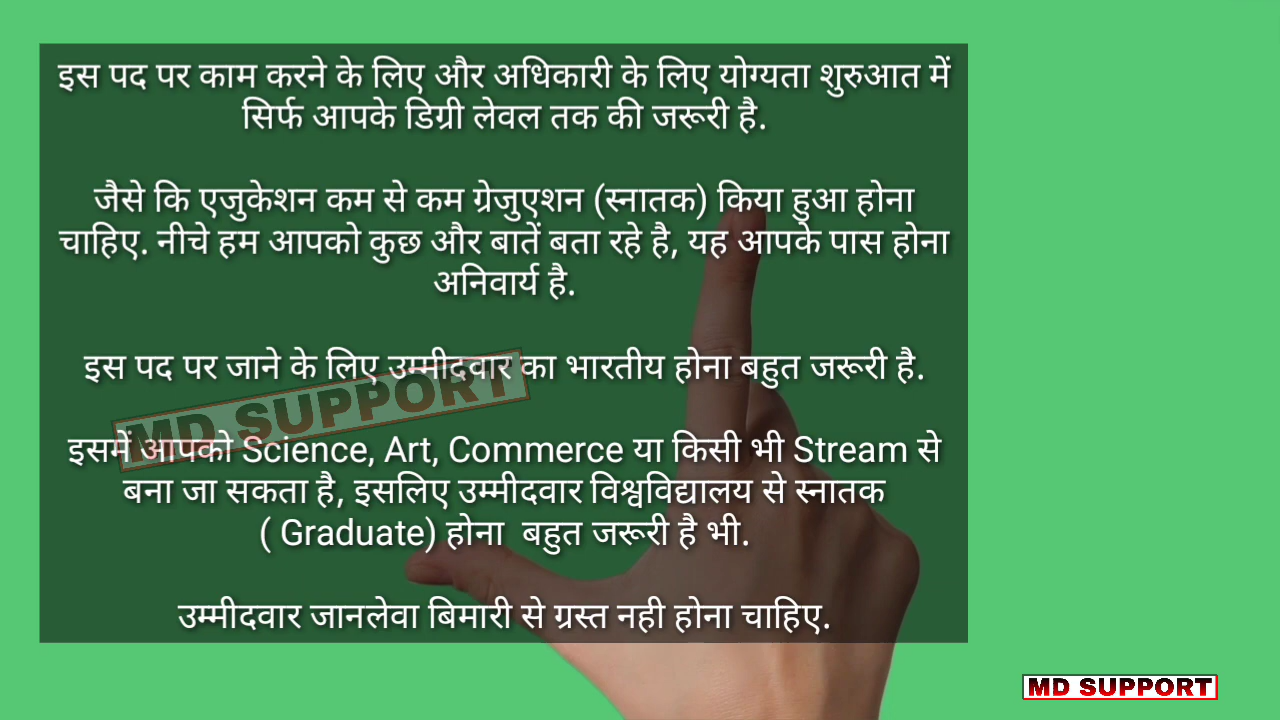 इस पद पर काम करने के लिए और अधिकारी के लिए योग्यता शुरुआत में
सिर्फ आपके डिग्री लेवल तक की जरूरी है.
जैसे कि एजुकेशन कम से कम ग्रेजुएशन (स्नातक) किया हुआ होना
चाहिए. नीचे हम आपको कुछ और बातें बता रहे है, यह आपके पास होना
अनिवार्य है.
इस पद पर जाने के लिए उम्मीदवार का भारतीय होना बहुत जरूरी है.
MD SUPPORT
इसमें आपको Science, Art, Commerce या किसी भी Stream से
बना जा सकता है, इसलिए उम्मीदवार विश्वविद्यालय से स्नातक
( Graduate) होना  बहुत जरूरी है भी.
उम्मीदवार जानलेवा बिमारी से ग्रस्त नही होना चाहिए.
MD SUPPORT